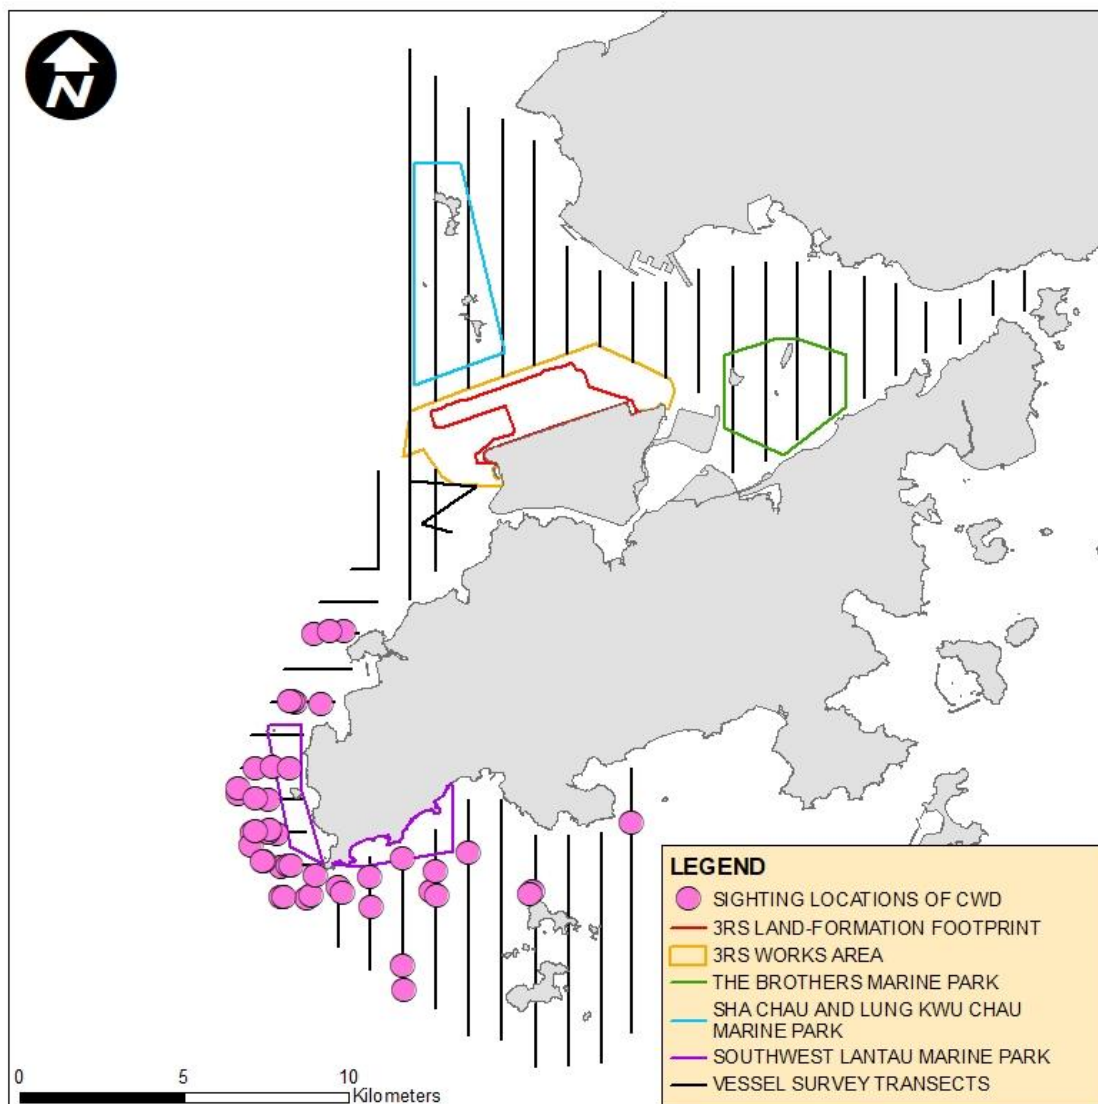 N
LEGEND
SIGHTING LOCATIONS OF CWD
3RS LAND-FORMATION FOOTPRINT
3RS WORKS AREA
THE BROTHERS MARINE PARK
SHA CHAU AND LUNG KWU CHAU
MARINE PARK
SOUTHWEST LANTAU MARINE PARK
VESSEL SURVEY TRANSECTS
0 5 10
Kilometers